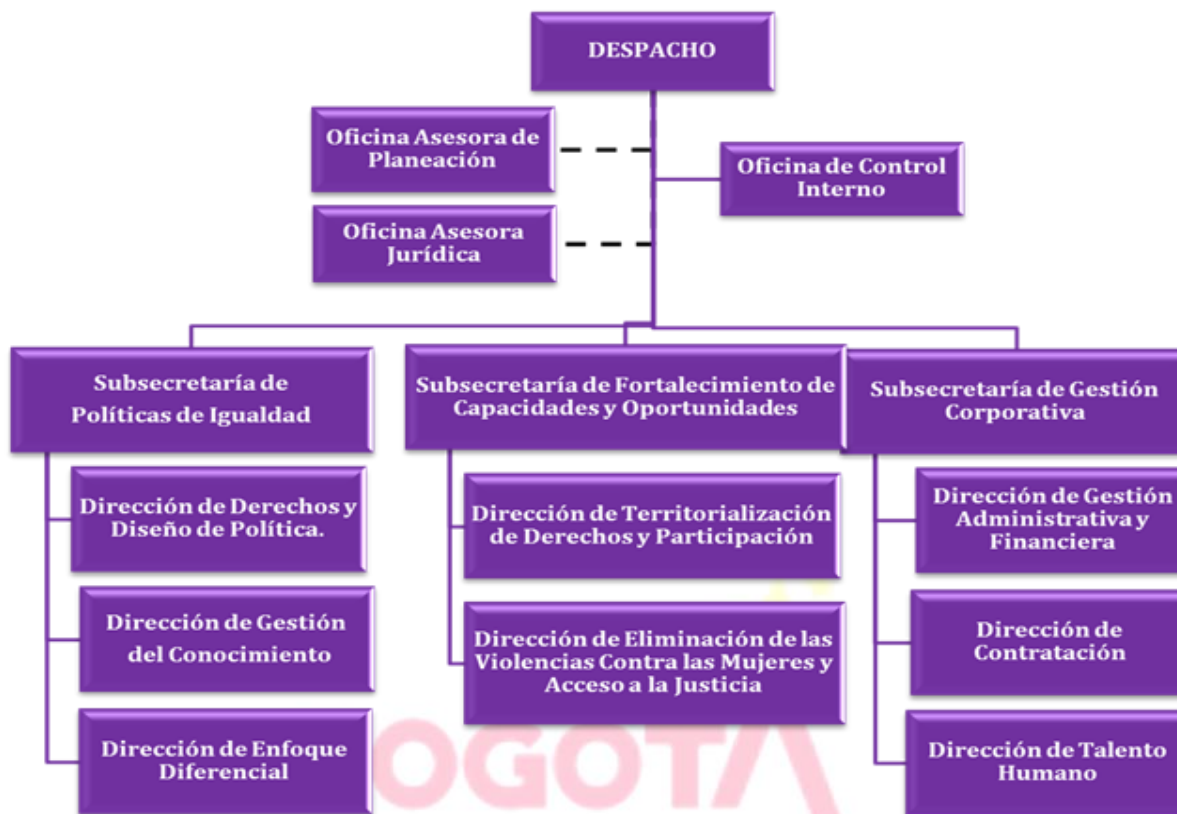 DESPACHO
Oficina Asesora de
Planeación
Oficina de Control
Interno
Oficina Asesora
Jurídica
Subsecretaría de
Políticas de Igualdad
Subsecretaría de Fortalecimiento de
Capacidades y Oportunidades
Subsecretaría de Gestión
Corporativa
Dirección de Derechos y
Diseño de Política.
Dirección de Gestión
del Conocimiento
Dirección de Enfoque
Diferencial
Dirección de Territorialización
de Derechos y Participación
Dirección de Eliminación de las
Violencias Contra las Mujeres y
Acceso a la Justicia
Dirección de Gestión
Administrativa y
Financiera
Dirección de
Contratación
Dirección de Talento
Humano
OGOTÁ